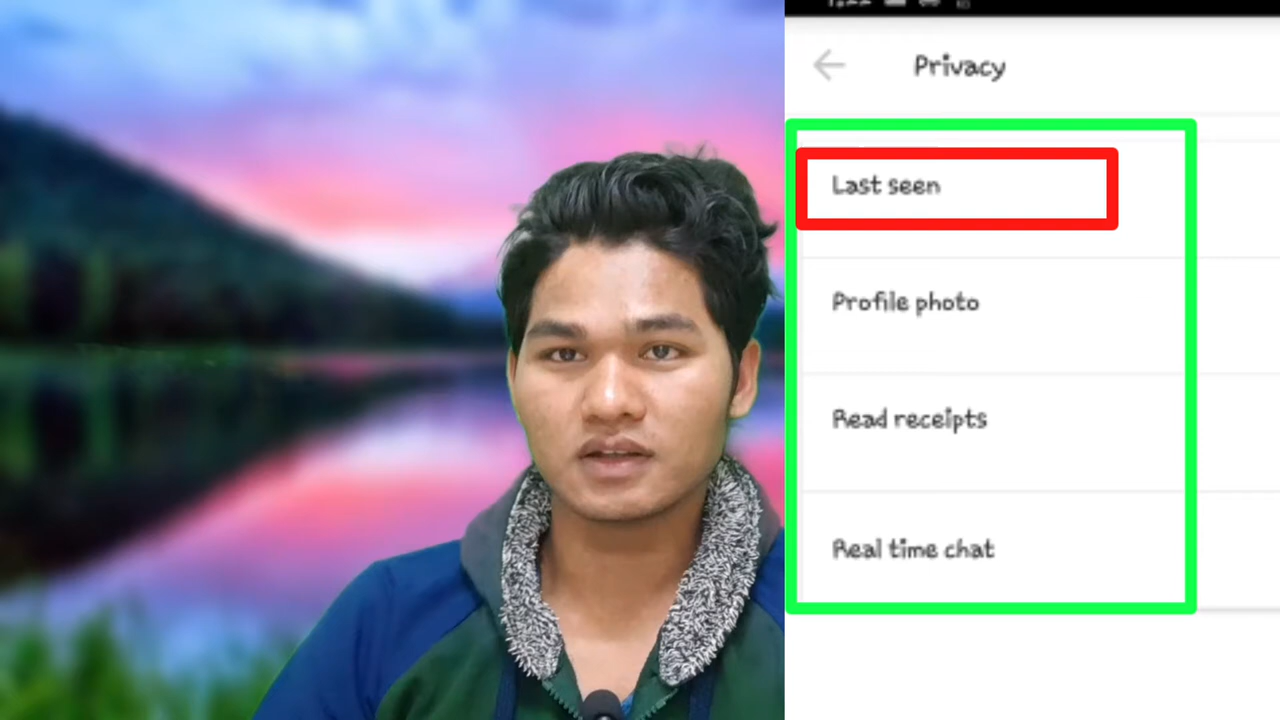 Privacy
Last seen
Profile photo
Read receipts
Real time chat